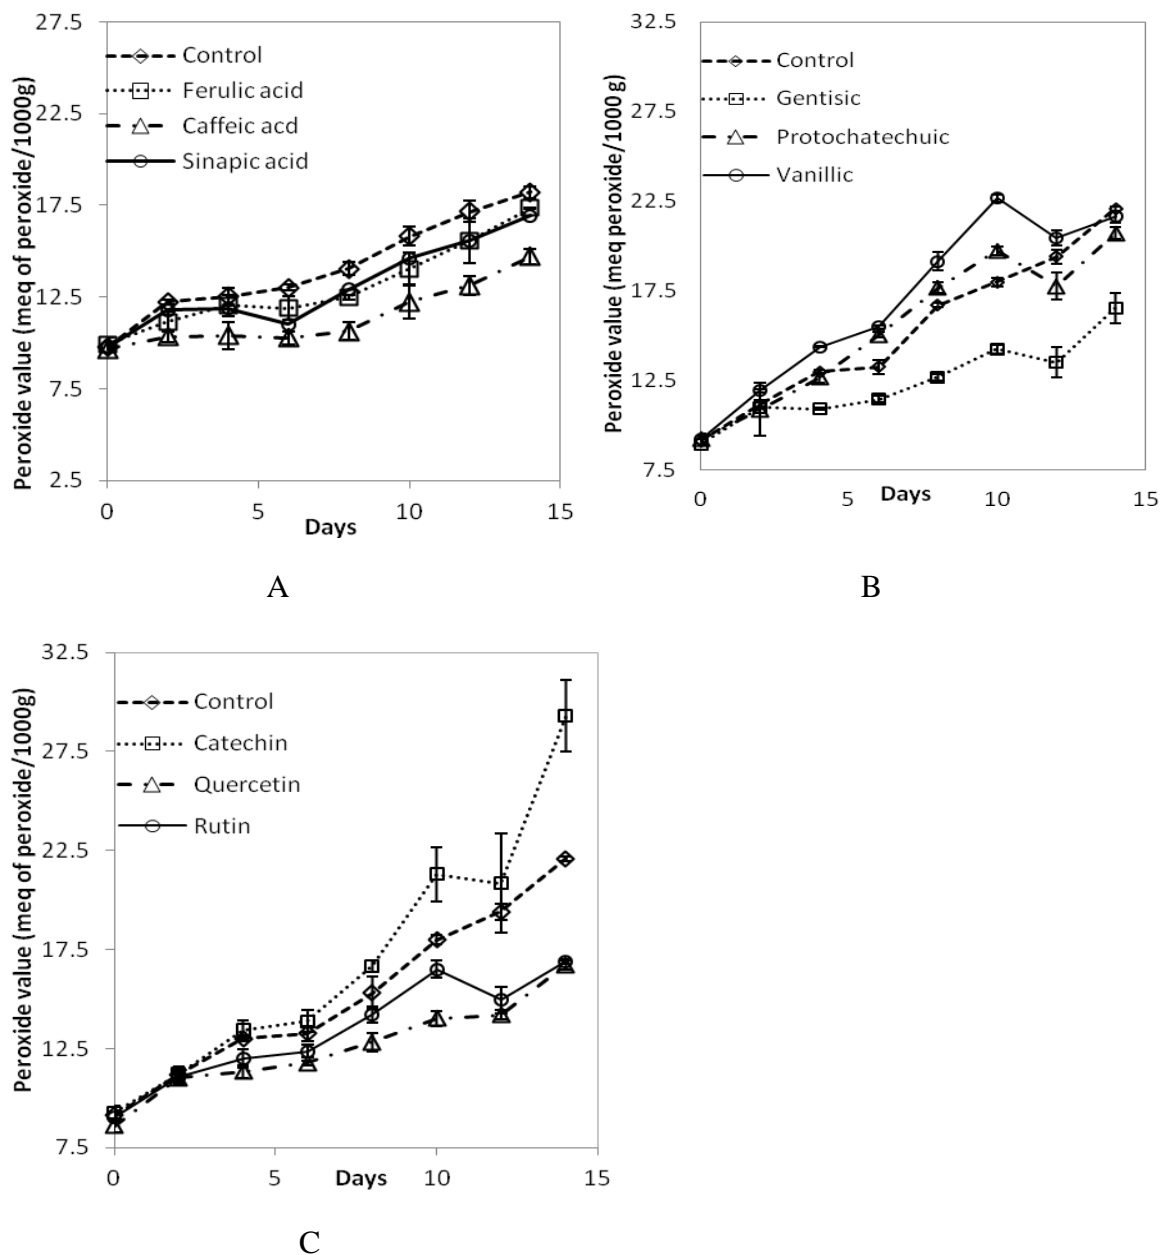 Peroxide value (meq of peroxide/1000g)
27.5
22.5
17.5
12.5
7.5
2.5
Control
Ferulic acid
Caffeic acd
Sinapic acid
0
5
10
15
Days
A
Peroxide value (meq peroxide/1000 g)
32.5
27.5
22.5
17.5
12.5
7.5
Control
Gentisic
Protochatechuic
Vanillic
0
5
10
15
Days
B
Peroxide value (meq of peroxide/1000g)
32.5
27.5
22.5
17.5
12.5
7.5
Control
Catechin
Quercetin
Rutin
0
5
10
15
Days
C